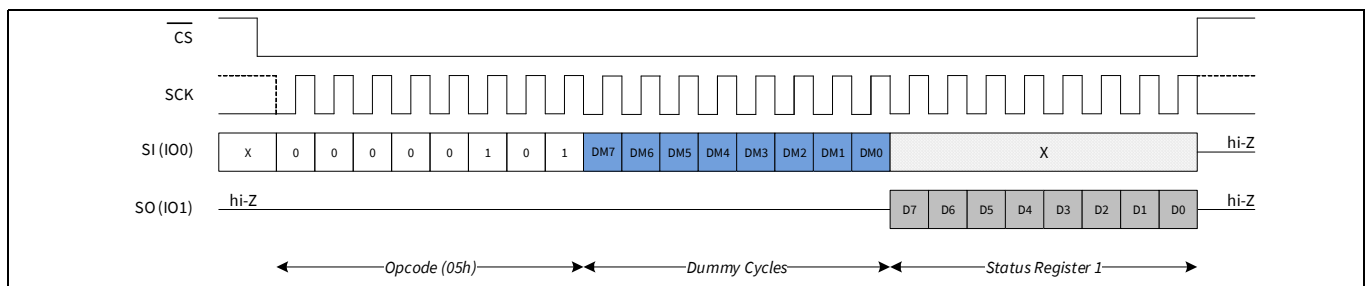 CS
SCK
SI (IO0) X 0 0 0 0 0 1 0 1 DM7 DM6 DM5 DM4 DM3 DM2 DM1 DM0 X hi-Z
SO (IO1) hi-Z D7 D6 D5 D4 D3 D2 D1 D0 hi-Z
Opcode (05h) Dummy Cycles Status Register 1